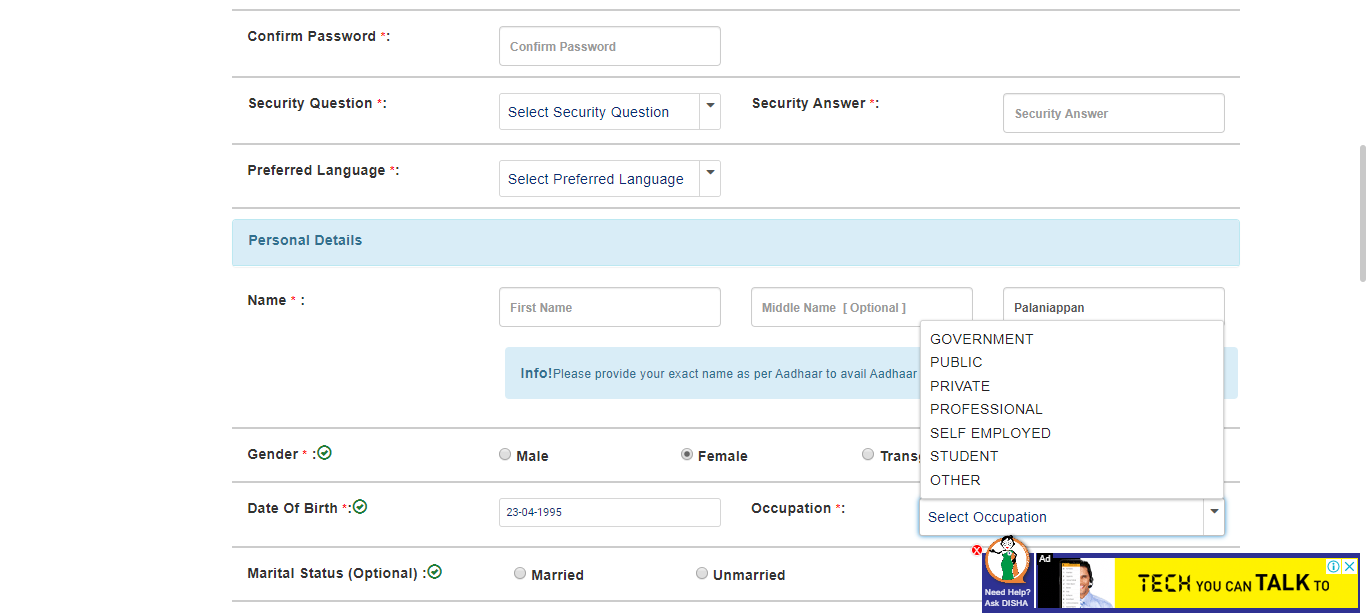 Confirm Password *:
Confirm Password
Security Question *:
Select Security Question
Security Answer *:
Security Answer
Preferred Language *:
Select Preferred Language
Personal Details
Name * :
First Name
Middle Name [ Optional ]
Palaniappan
Info!Please provide your exact name as per Aadhaar to avail Aadhaar
GOVERNMENT
PUBLIC
PRIVATE
PROFESSIONAL
SELF EMPLOYED
STUDENT
OTHER
Gender * :
Male
Female
Date Of Birth *:
23-04-1995
Occupation *:
Select Occupation
Marital Status (Optional) :
Married
Unmarried
Need Help?
Ask DISHA
Ad
TECH YOU CAN TALK TO